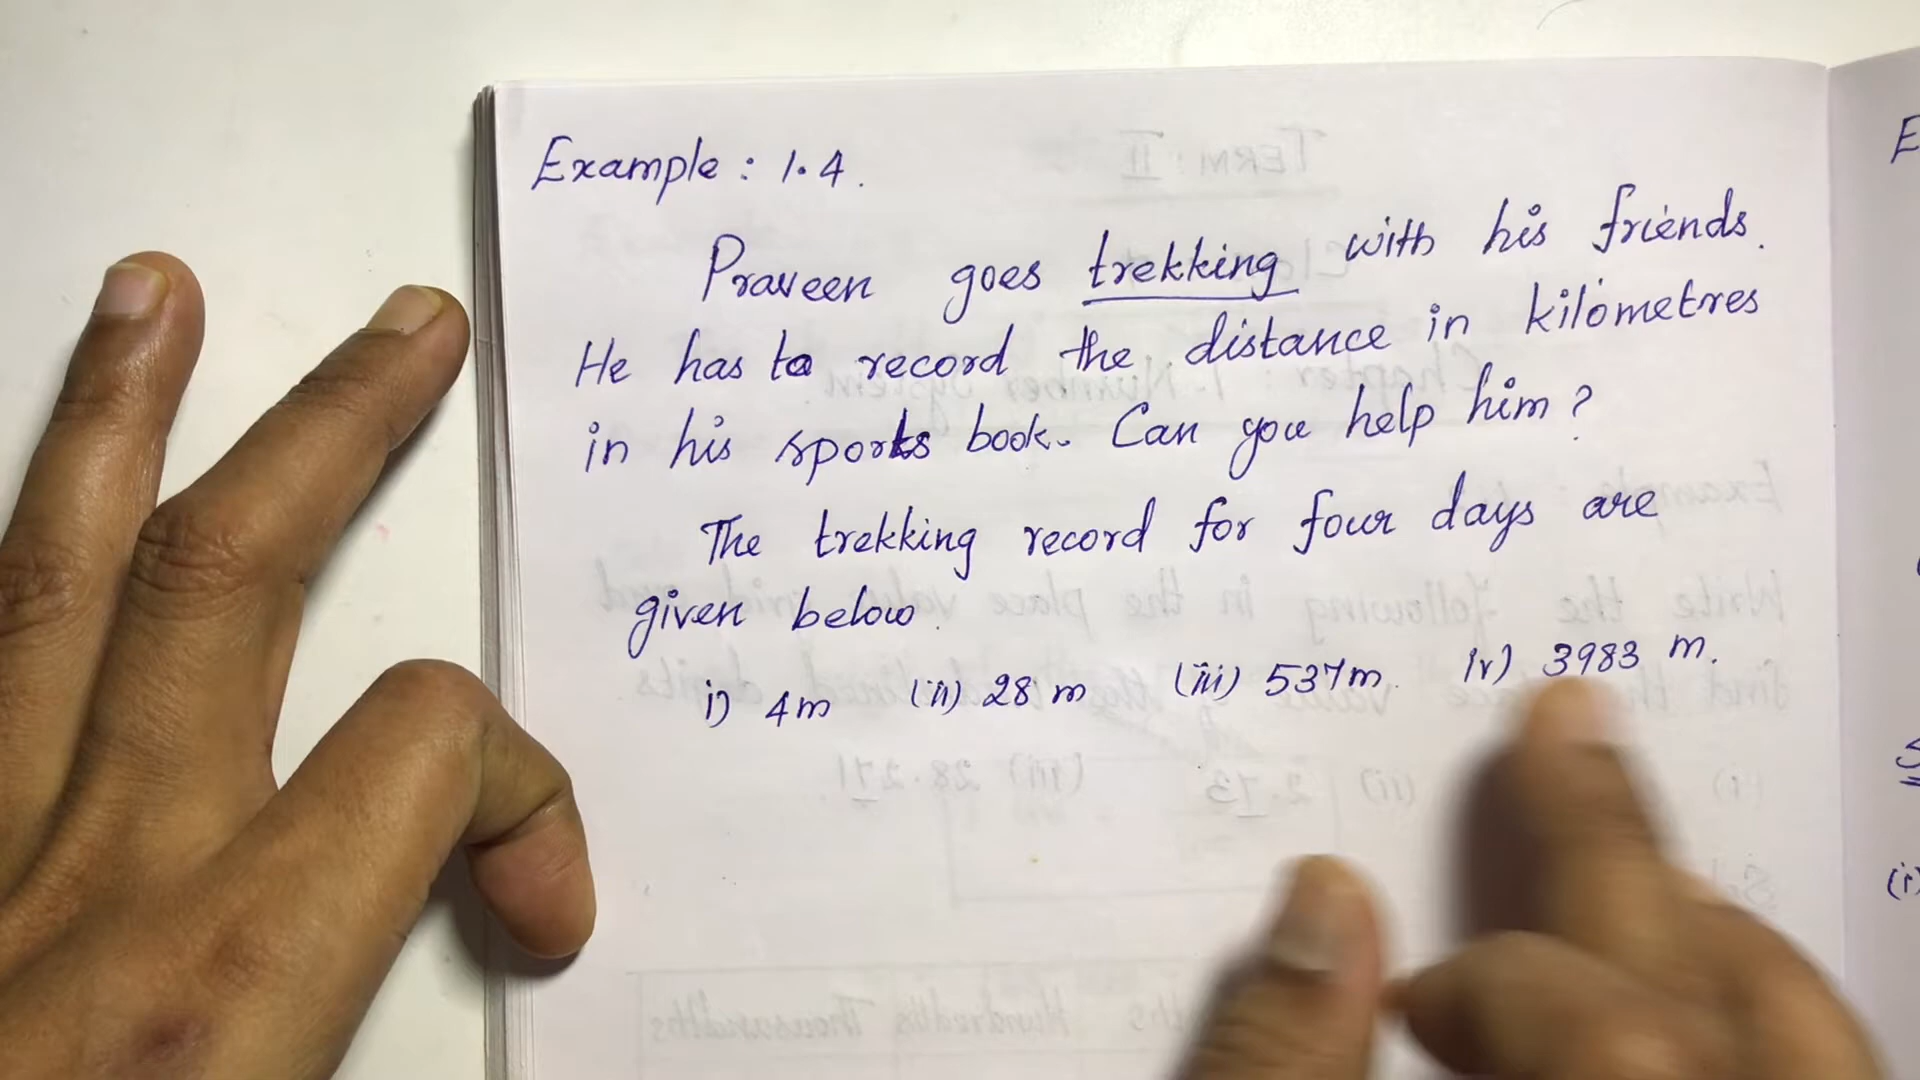 Example : 1.4.
Praveen goes trekking with his friends.
He has to record the distance in kilometres
in his sports book. Can you help him?
The trekking record for four days are
given below.
i) 4m (ii) 28 m (iii) 537m. iv) 3983 m.